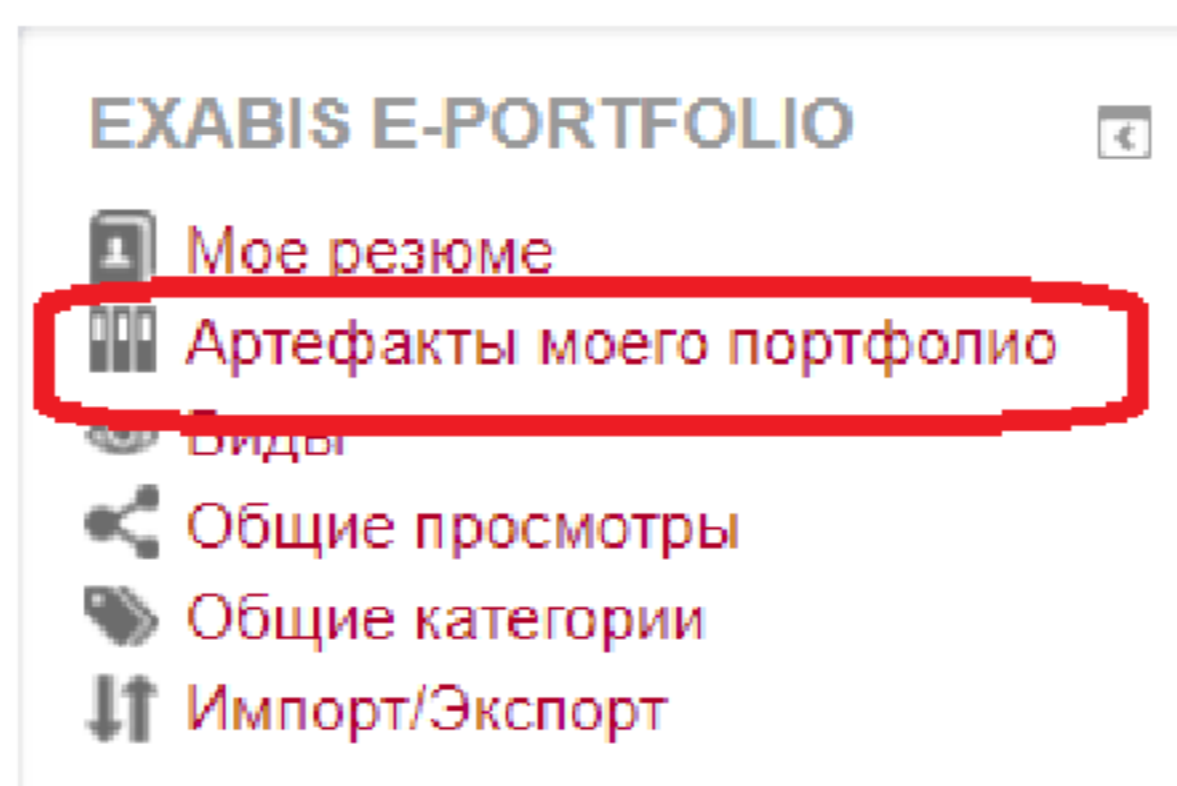 EXABIS E-PORTFOLIO
Мое резюме
Артефакты моего портфолио
Виды
Общие просмотры
Общие категории
Импорт/Экспорт